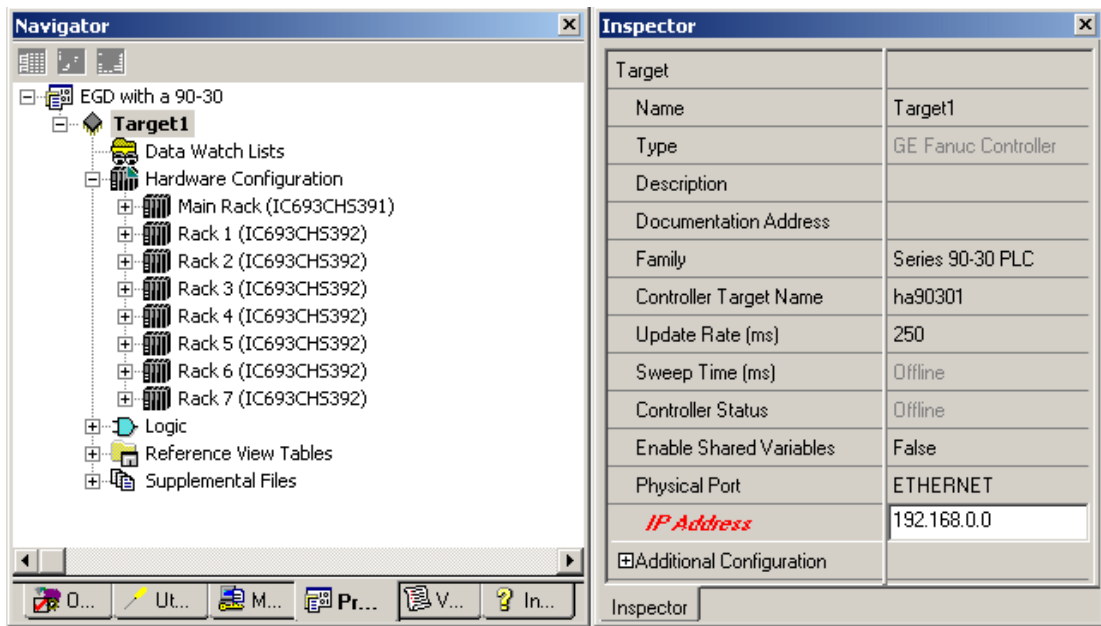 Navigator
EGD with a 90-30
Target1
Data Watch Lists
Hardware Configuration
Main Rack (IC693CHS391)
Rack 1 (IC693CHS392)
Rack 2 (IC693CHS392)
Rack 3 (IC693CHS392)
Rack 4 (IC693CHS392)
Rack 5 (IC693CHS392)
Rack 6 (IC693CHS392)
Rack 7 (IC693CHS392)
Logic
Reference View Tables
Supplemental Files
O... Ut... M... Pr... V... In...
Inspector
Target
Name Target1
Type GE Fanuc Controller
Description
Documentation Address
Family Series 90-30 PLC
Controller Target Name ha90301
Update Rate (ms) 250
Sweep Time (ms) Offline
Controller Status Offline
Enable Shared Variables False
Physical Port ETHERNET
IP Address 192.168.0.0
Additional Configuration
Inspector